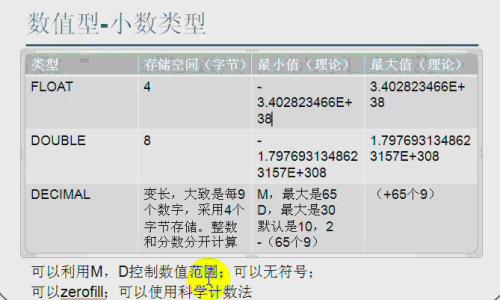 数值型-小数类型
类型 存储空间（字节） 最小值（理论） 最大值（理论）
FLOAT 4 -3.402823466E+38 3.402823466E+38
DOUBLE 8 -1.7976931348623157E+308 1.7976931348623157E+308
DECIMAL 变长，大致是每9个数字，采用4个字节存储。整数和分数分开计算 M，最大是65 D，最大是30 默认是10，2 -（65个9） （+65个9）
可以利用M，D控制数值范围；可以无符号；
可以zerofill；可以使用科学计数法